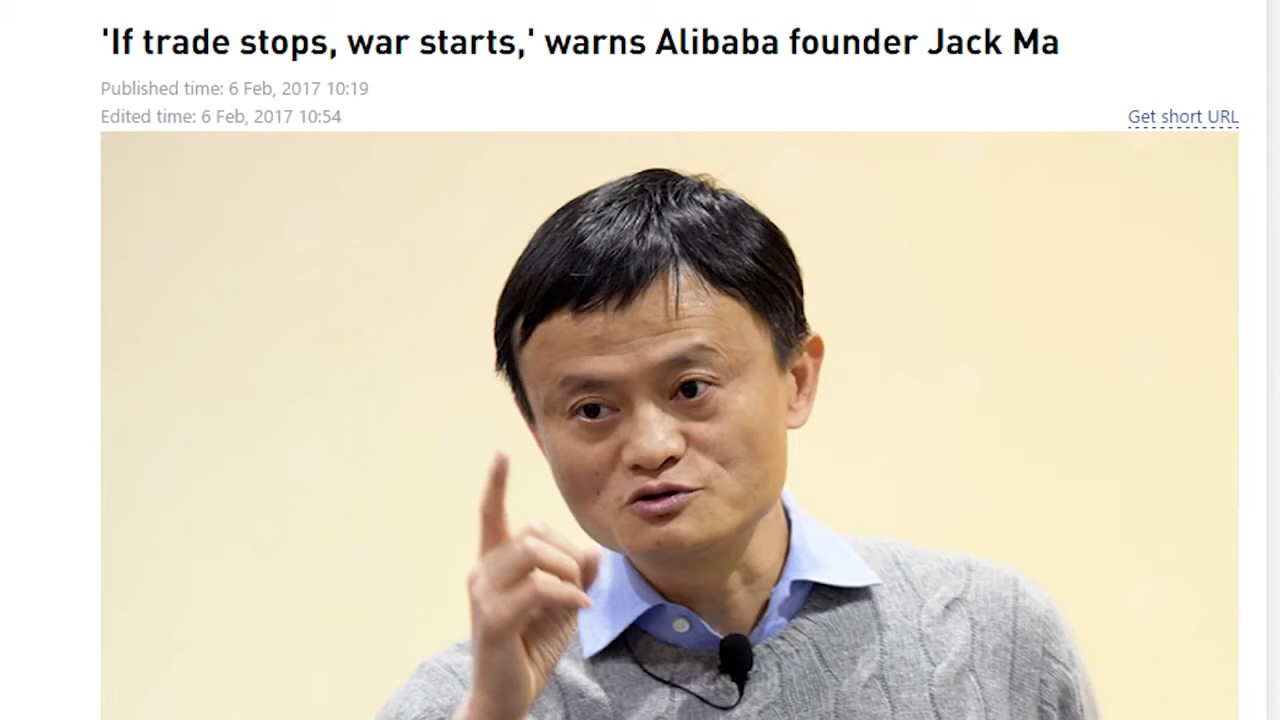 'If trade stops, war starts,' warns Alibaba founder Jack Ma
Published time: 6 Feb, 2017 10:19
Edited time: 6 Feb, 2017 10:54
Get short URL